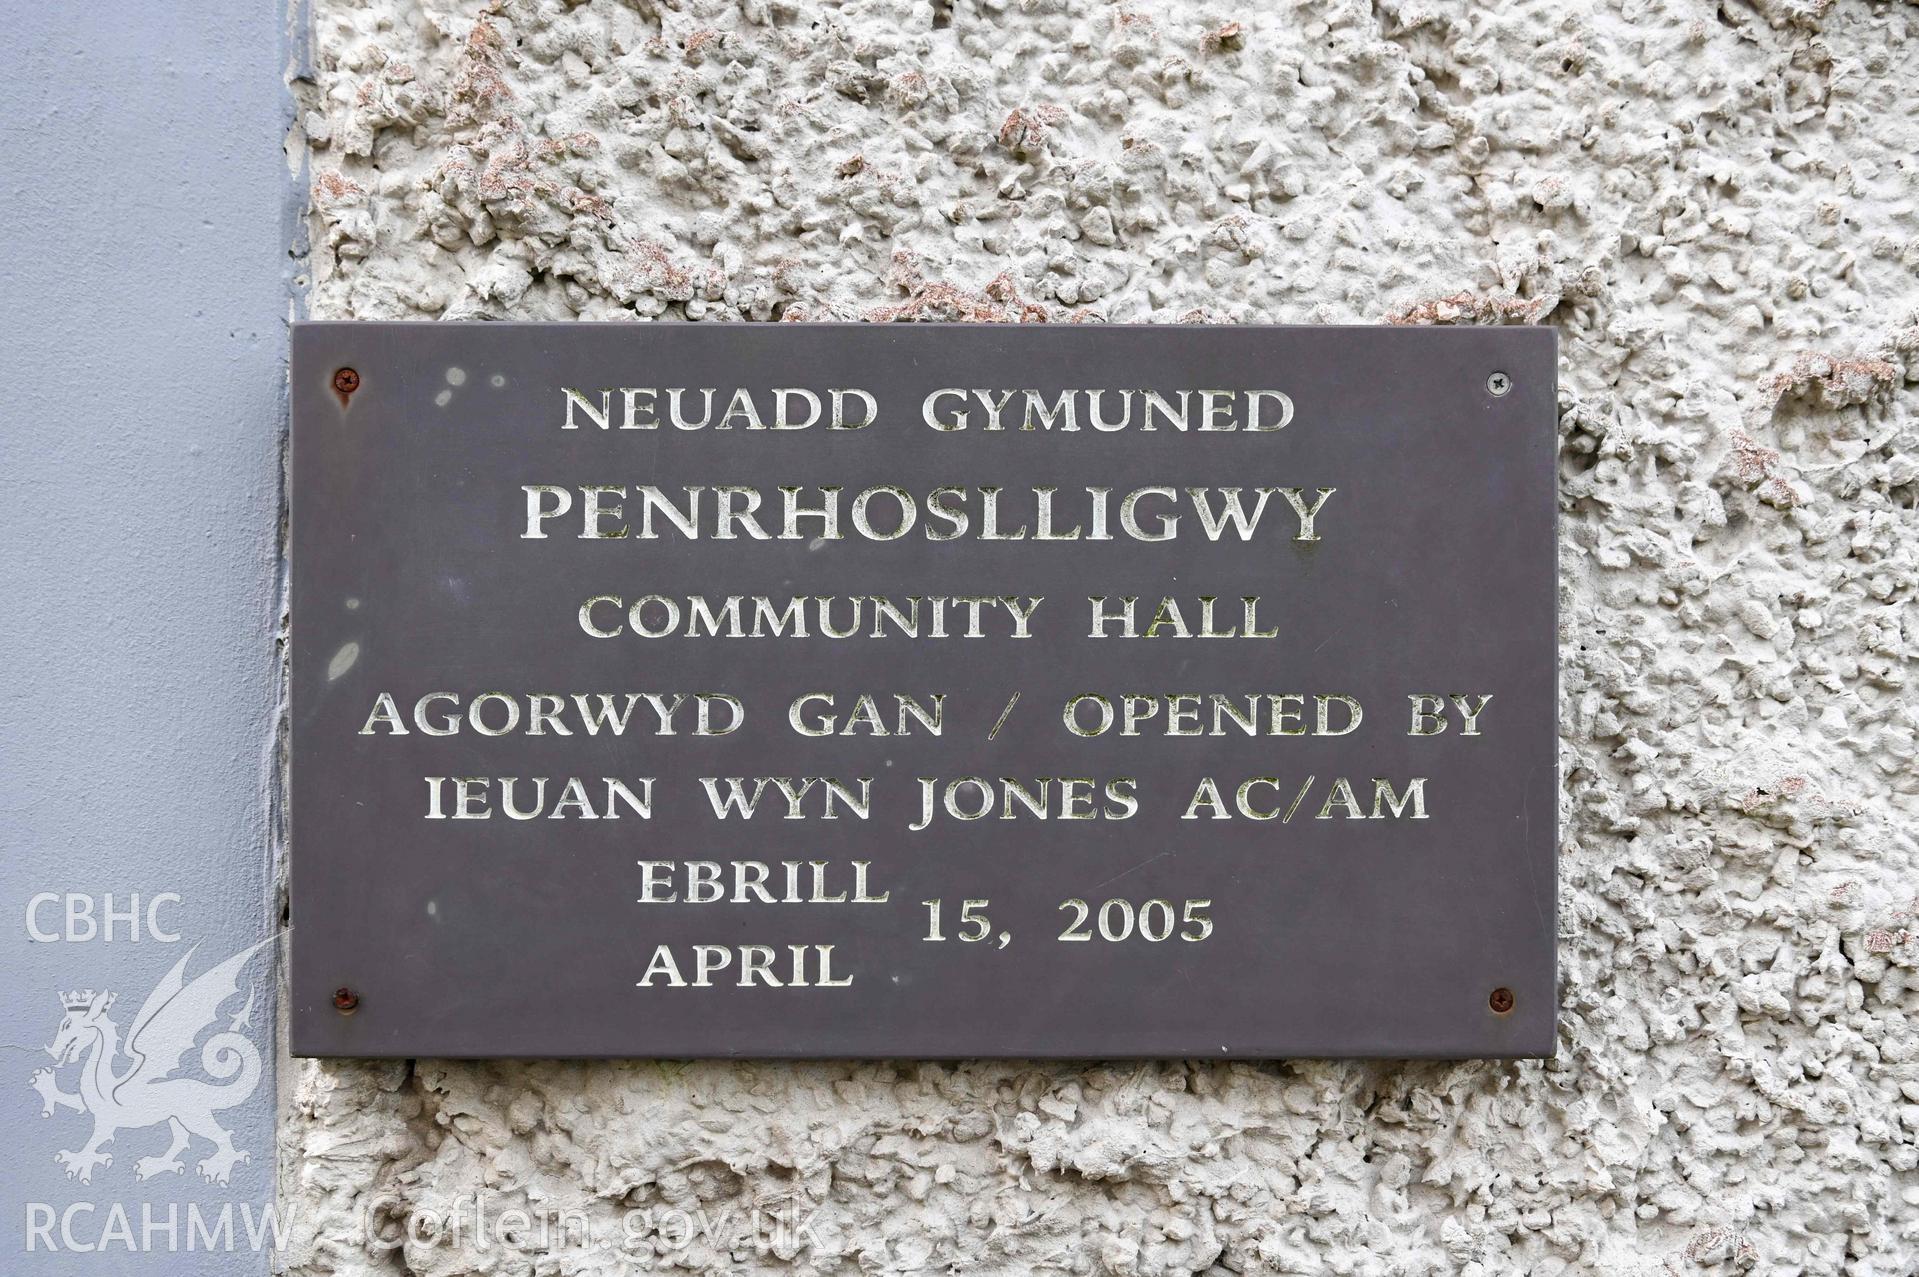 NEUADD GYMUNED
PENRHOSLLIGWY
COMMUNITY HALL
AGORWYD GAN / OPENED BY
IEUAN WYN JONES AC/AM
EBRILL
15, 2005
APRIL
CBHC
RCAHMW
Coflein.gov.uk